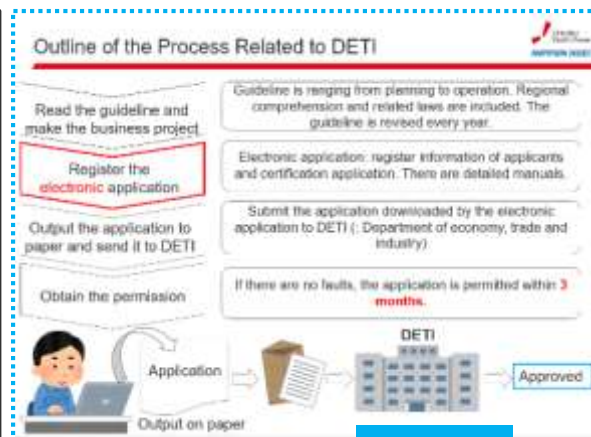 Outline of the Process Related to DETI
Read the guideline and
make the business project
Guideline is ranging from planning to operation. Regional
comprehension and related laws are included. The
guideline is revised every year.
Register the
electronic application
Electronic application: register information of applicants
and certification application. There are detailed manuals.
Output the application to
paper and send it to DETI
Submit the application downloaded by the electronic
application to DETI (: Department of economy, trade and
industry)
Obtain the permission
If there are no faults, the application is permitted within 3
months.
DETI
Application
Approved
Output on paper